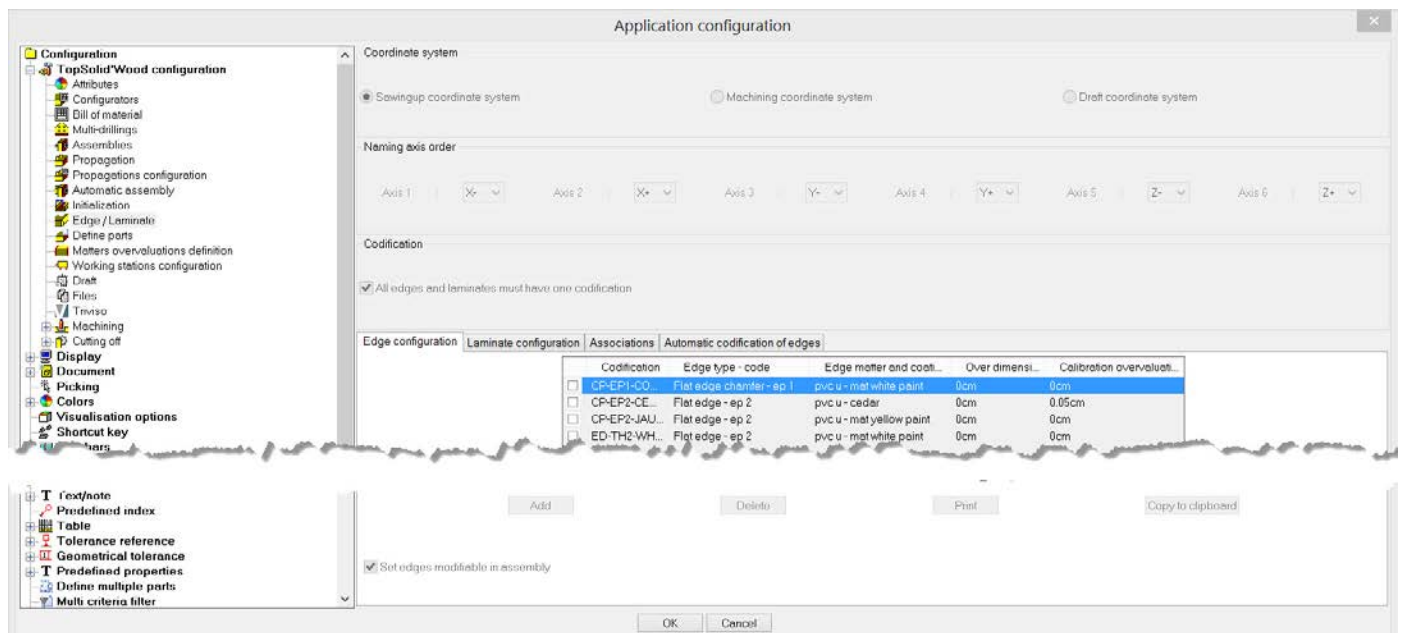 Application configuration
Configuration
TopSolid'Wood configuration
Attributes
Configurators
Bill of material
Multi-drillings
Assemblies
Propagation
Propagations configuration
Automatic assembly
Initialization
Edge / Laminate
Define parts
Matters overvaluations definition
Working stations configuration
Draft
Files
Triviso
Machining
Cutting off
Display
Document
Picking
Colors
Visualisation options
Shortcut key
Coordinate system
Sawingup coordinate system Machining coordinate system Draft coordinate system
Naming axis order
Axis 1 X- Axis 2 X+ Axis 3 Y- Axis 4 Y+ Axis 5 Z- Axis 6 Z+
Codification
All edges and laminates must have one codification
Edge configuration Laminate configuration Associations Automatic codification of edges
Codification Edge type - code Edge matter and coati... Over dimensi... Calibration overvaluati...
CP-EP1-CO... Flat edge chamfer - ep 1 pvc u - mat white paint 0cm 0cm
CP-EP2-CE... Flat edge - ep 2 pvc u - cedar 0cm 0.05cm
CP-EP2-JAU... Flat edge - ep 2 pvc u - mat yellow paint 0cm 0cm
ED-TH2-WH... Flat edge - ep 2 pvc u - mat white paint 0cm 0cm
Text/note
Predefined index
Table
Tolerance reference
Geometrical tolerance
Predefined properties
Define multiple parts
Multi criteria filter
Add Delete Print Copy to clipboard
Set edges modifiable in assembly
OK Cancel